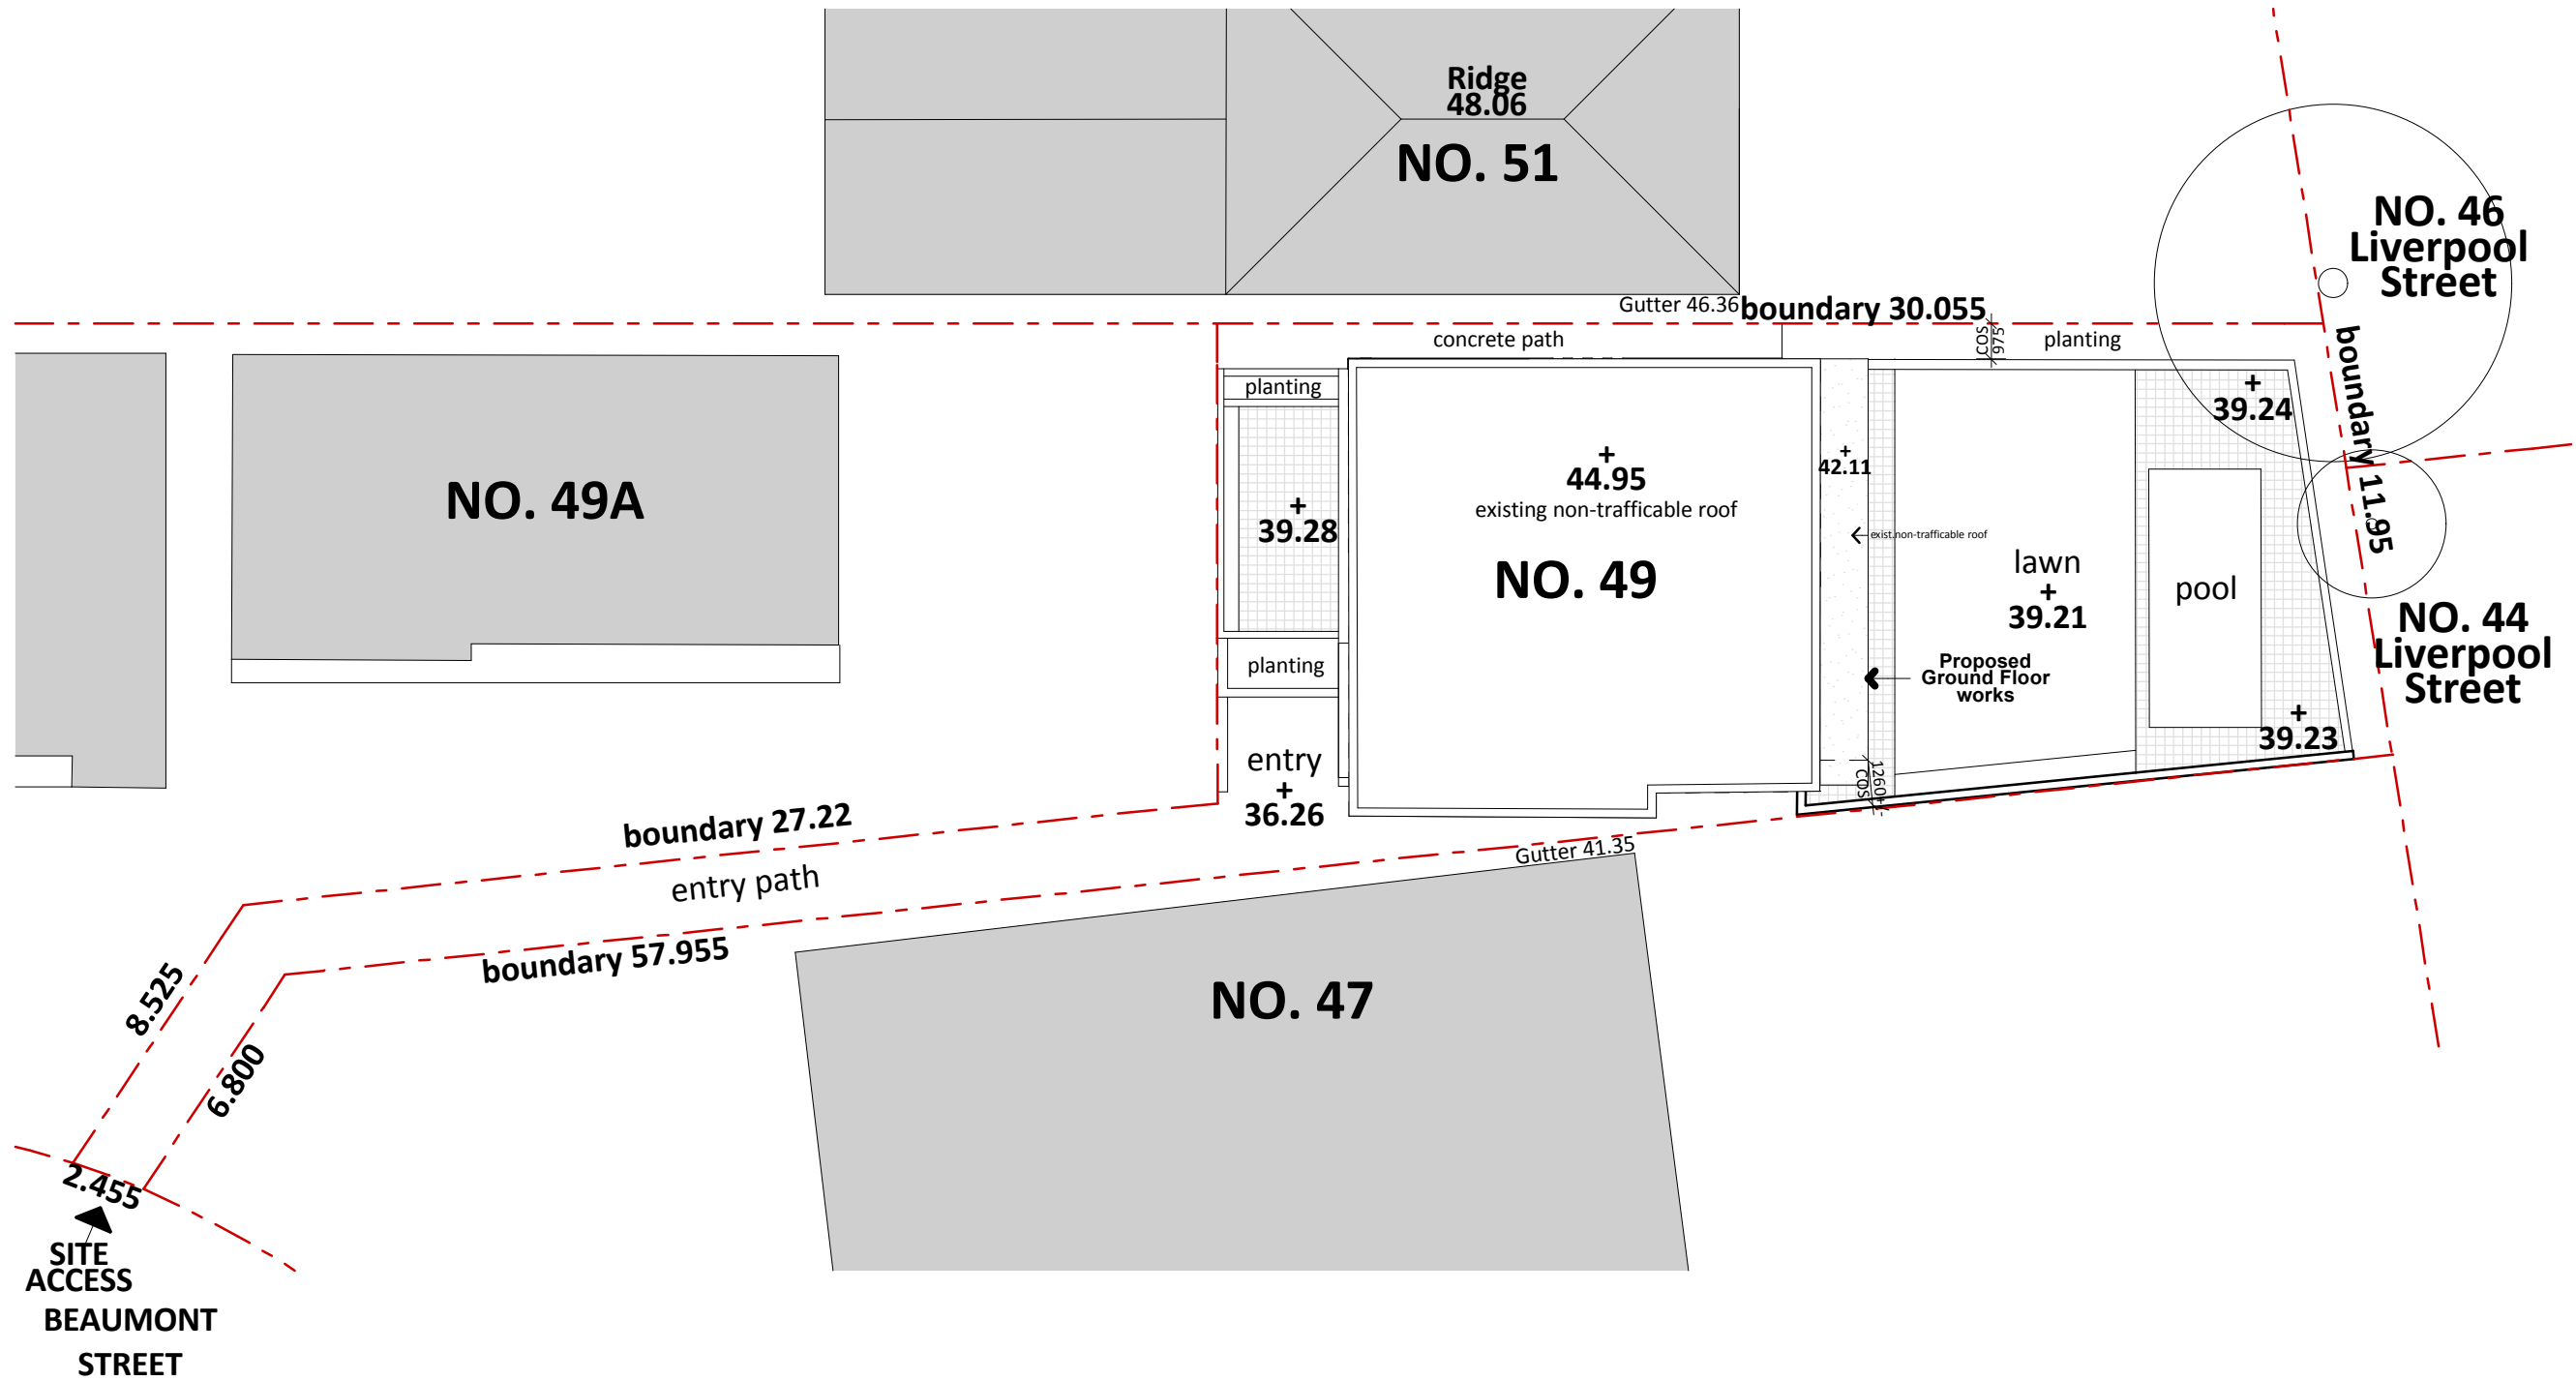 Ridge
48.06
NO. 51
NO. 46
Liverpool
Street
Gutter 46.36
boundary 30.055
concrete path
COS
975
planting
boundary 11.95
planting
39.24
44.95
existing non-trafficable roof
42.11
NO. 49A
39.28
exist.non-trafficable roof
NO. 49
lawn
39.21
pool
NO. 44
Liverpool
Street
planting
Proposed
Ground Floor
works
39.23
entry
36.26
1260+/-
COS
boundary 27.22
Gutter 41.35
entry path
boundary 57.955
NO. 47
8.525
6.800
2.455
SITE
ACCESS
BEAUMONT
STREET